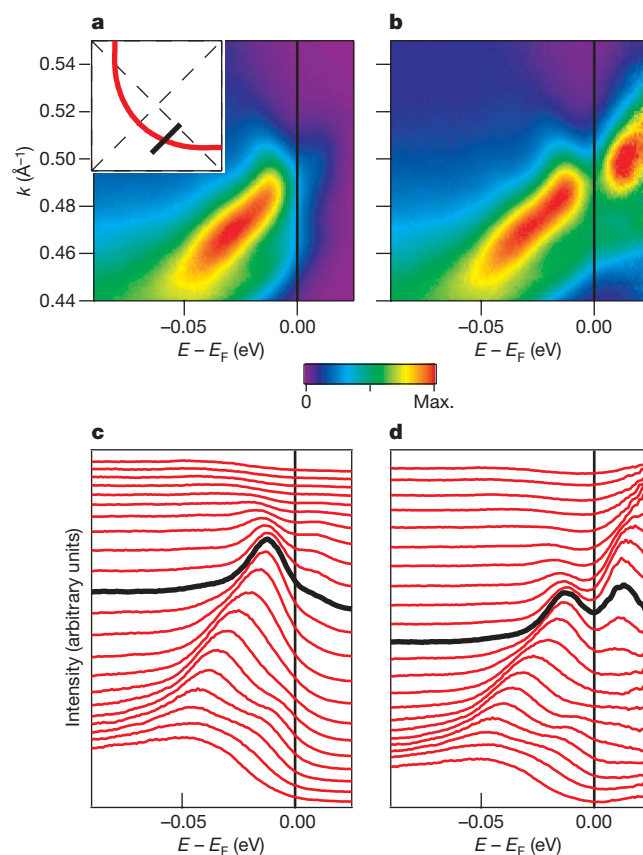 a
b
k (Å⁻¹)
0.54
0.52
0.50
0.48
0.46
0.44
−0.05 0.00
−0.05 0.00
E – E_F (eV)
E – E_F (eV)
0 Max.
c
d
Intensity (arbitrary units)
−0.05 0.00
−0.05 0.00
E – E_F (eV)
E – E_F (eV)